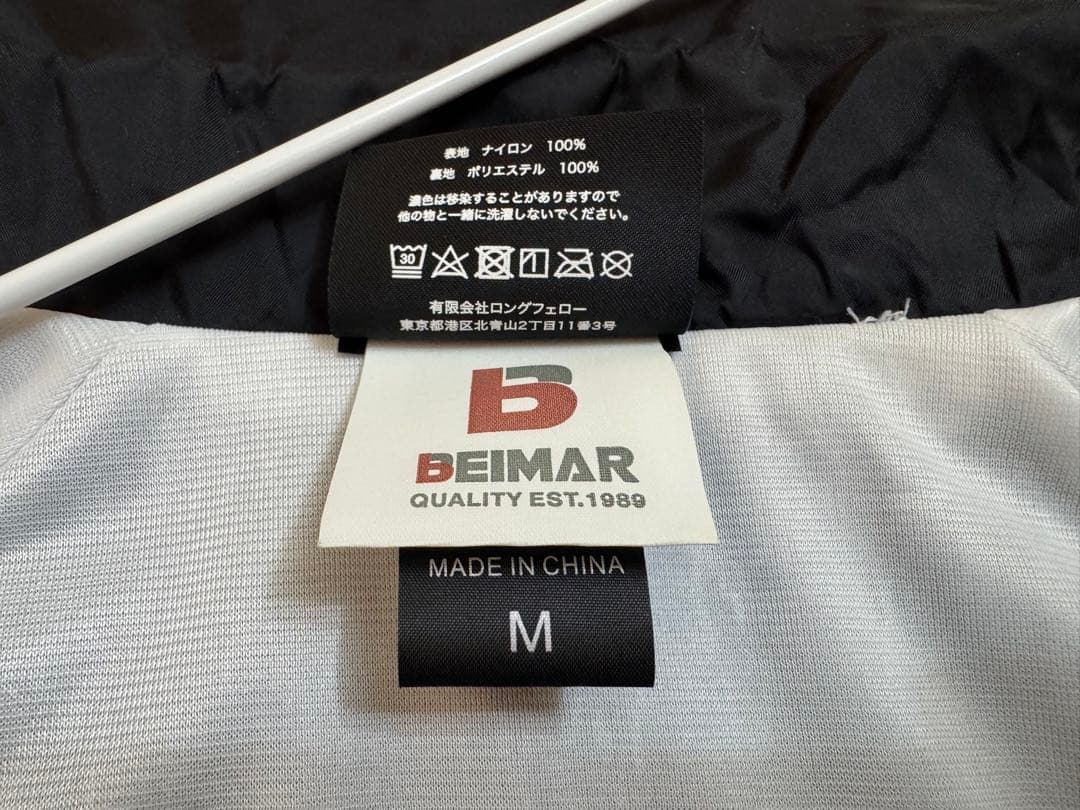 表地 ナイロン 100%
裏地 ポリエステル 100%
濃色は移染することがありますので
他の物と一緒に洗濯しないでください。
30
有限会社ロングフェロー
東京都港区北青山2丁目11番3号
B
BEIMAR
QUALITY EST.1989
MADE IN CHINA
M